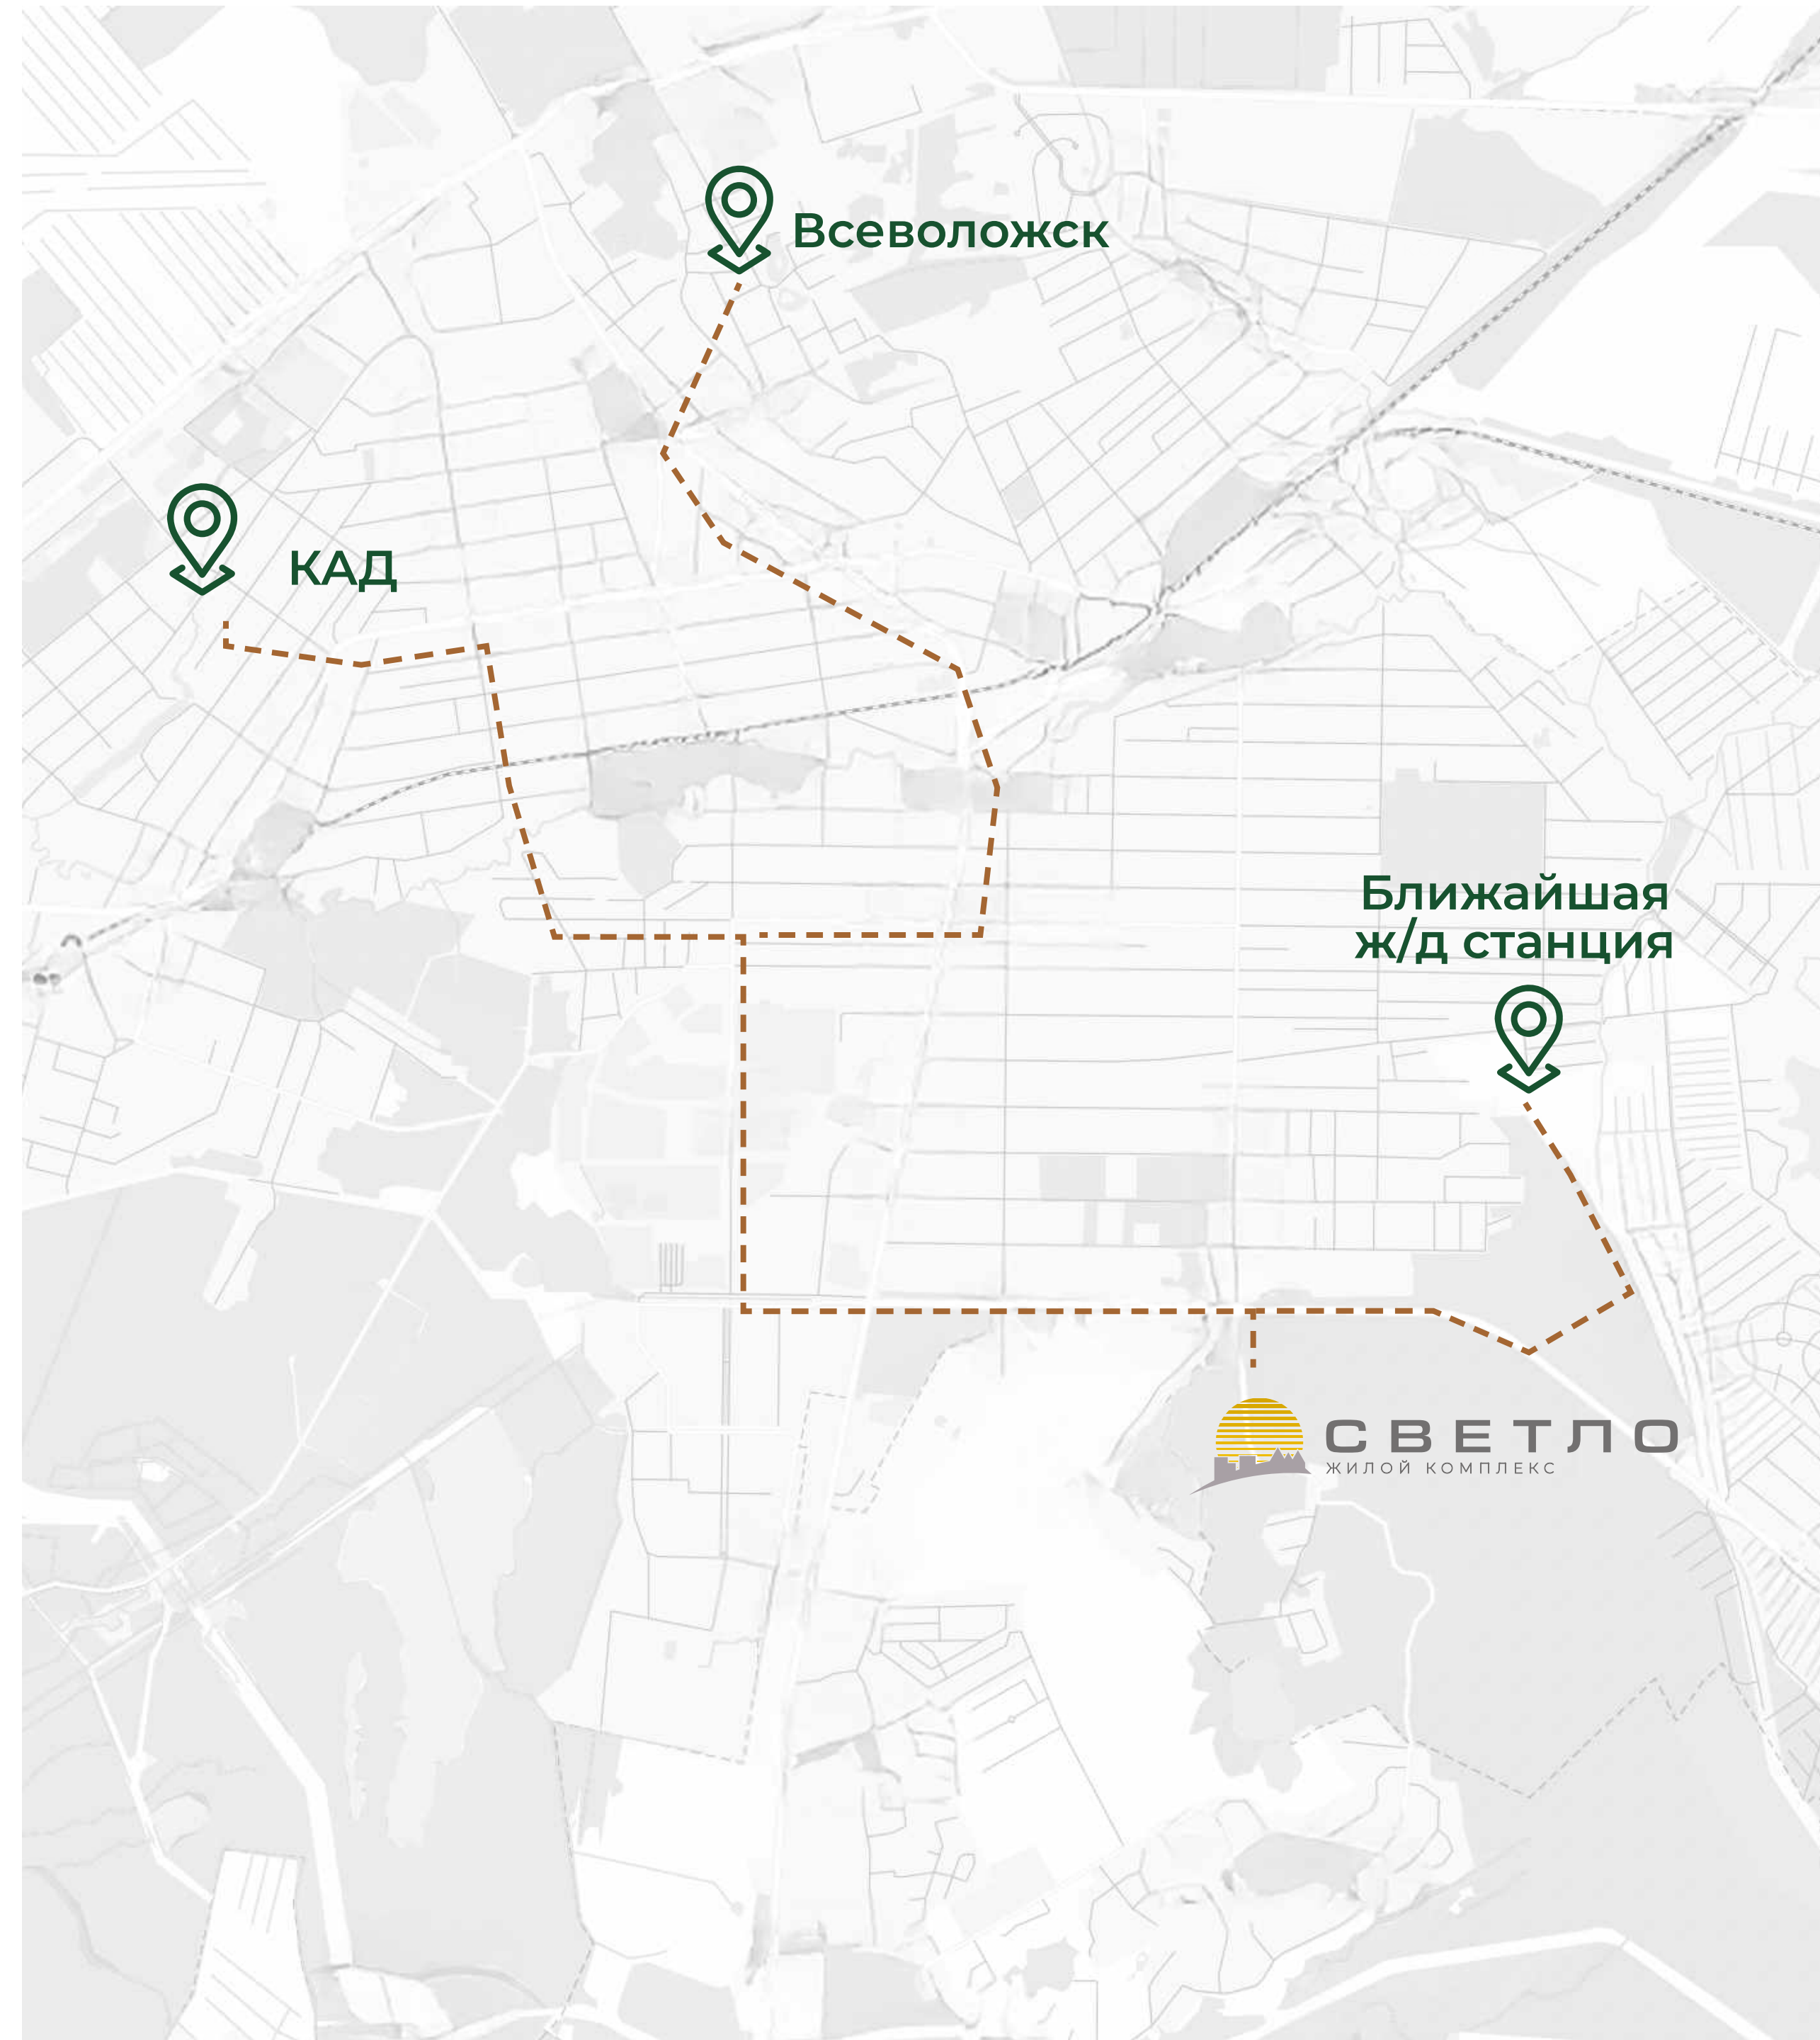 Всеволожск
КАД
Ближайшая
ж/д станция
СВЕТЛО
ЖИЛОЙ КОМПЛЕКС